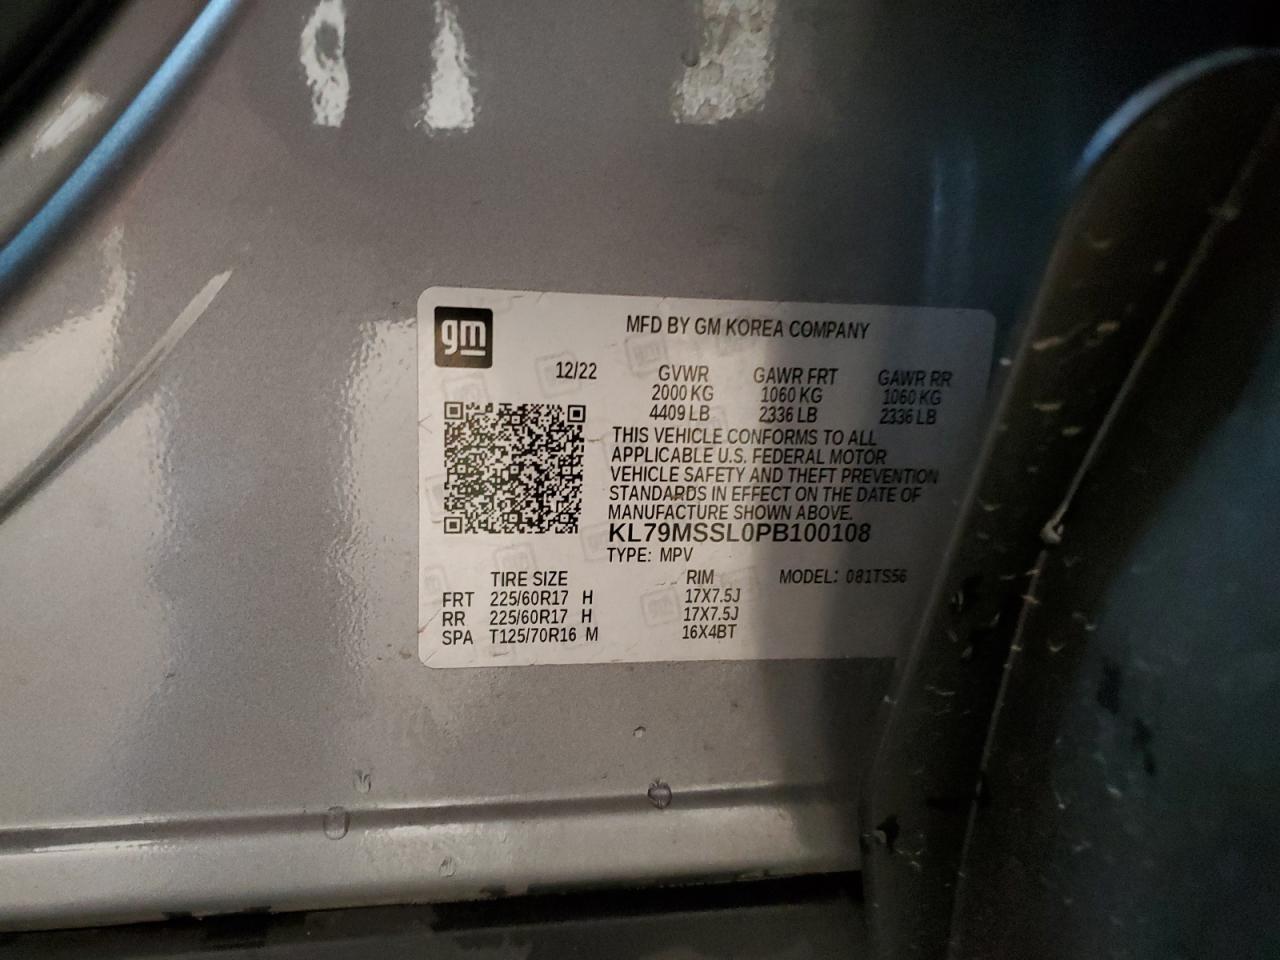 gm
MFD BY GM KOREA COMPANY
12/22 GVWR GAWR FRT GAWR RR
2000 KG 1060 KG 1060 KG
4409 LB 2336 LB 2336 LB
THIS VEHICLE CONFORMS TO ALL
APPLICABLE U.S. FEDERAL MOTOR
VEHICLE SAFETY AND THEFT PREVENTION
STANDARDS IN EFFECT ON THE DATE OF
MANUFACTURE SHOWN ABOVE.
KL79MSSL0PB100108
TYPE: MPV
TIRE SIZE RIM MODEL: 081TS56
FRT 225/60R17 H 17X7.5J
RR 225/60R17 H 17X7.5J
SPA T125/70R16 M 16X4BT